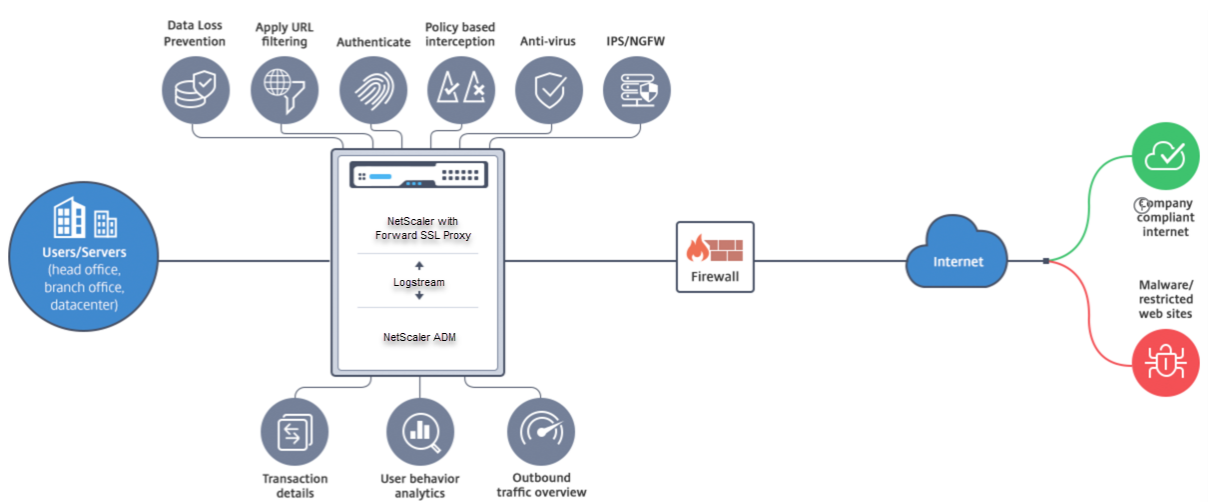 Data Loss
Prevention
Apply URL
filtering
Authenticate
Policy based
interception
Anti-virus
IPS/NGFW
Users/Servers
(head office,
branch office,
datacenter)
NetScaler with
Forward SSL Proxy
Logstream
NetScaler ADM
Firewall
Internet
Company
compliant
internet
Malware/
restricted
web sites
Transaction
details
User behavior
analytics
Outbound
traffic overview